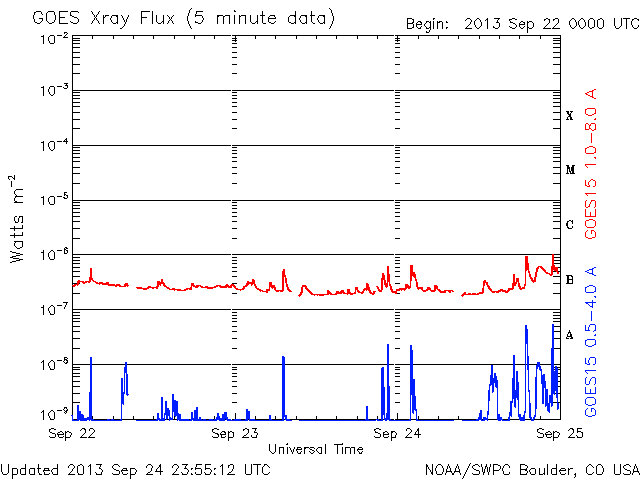 GOES Xray Flux (5 minute data)
Begin: 2013 Sep 22 0000 UTC
10-2
10-3
10-4
10-5
10-6
10-7
10-8
10-9
Watts m-2
X
M
C
B
A
GOES15 1.0-8.0 A
GOES15 0.5-4.0 A
Sep 22
Sep 23
Sep 24
Sep 25
Universal Time
Updated 2013 Sep 24 23:55:12 UTC
NOAA/SWPC Boulder, CO USA